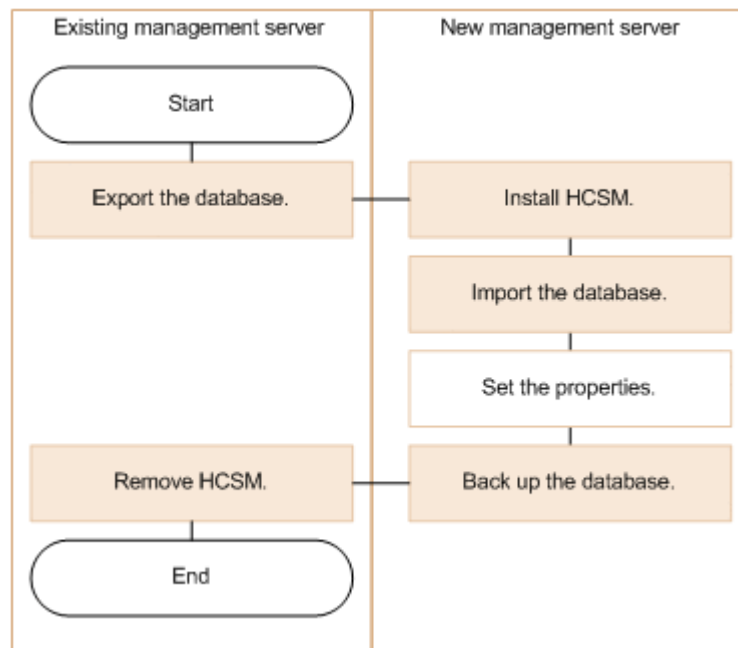 Existing management server
New management server
Start
Export the database.
Install HCSM.
Import the database.
Set the properties.
Back up the database.
Remove HCSM.
End